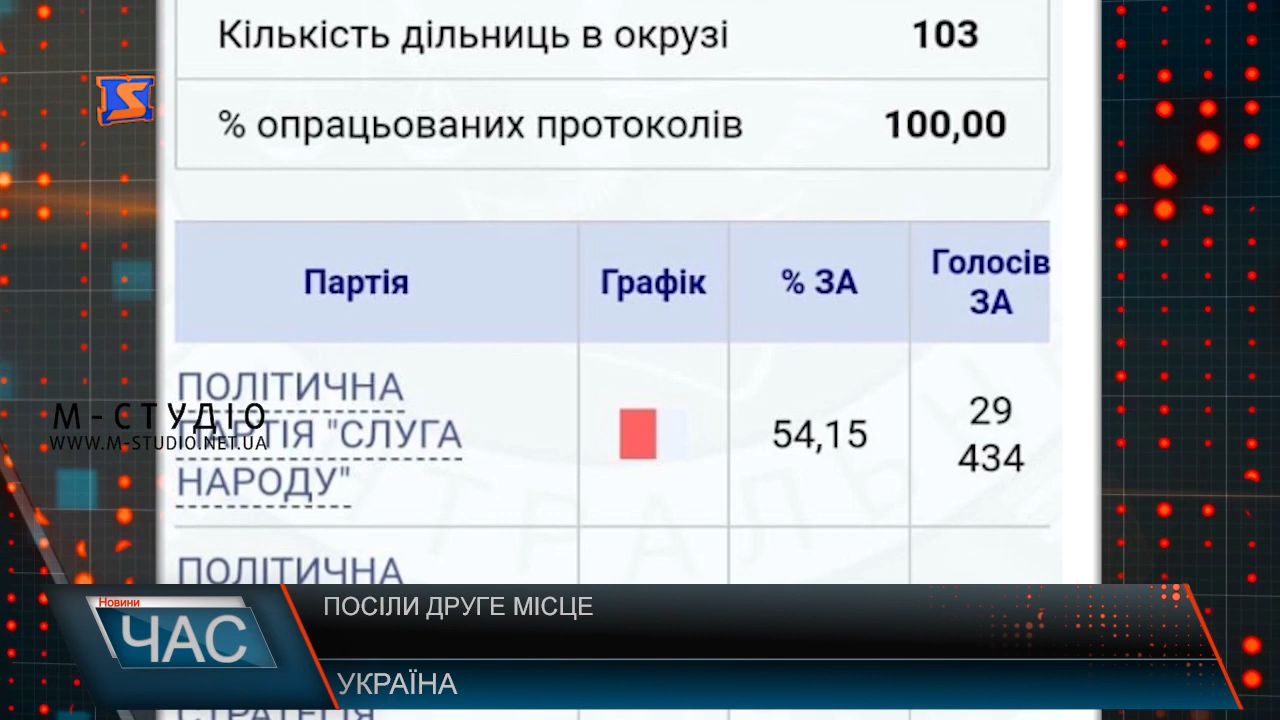 Кількість дільниць в окрузі 103
% опрацьованих протоколів 100,00
Партія Графік % ЗА Голосів ЗА
ПОЛІТИЧНА
ПАРТІЯ "СЛУГА
НАРОДУ"
54,15
29
434
М-СТУДІО
WWW.M-STUDIO.NET.UA
ПОЛІТИЧНА
Новини
ЧАС
ПОСІЛИ ДРУГЕ МІСЦЕ
УКРАЇНА
СТРАТЕГІЯ